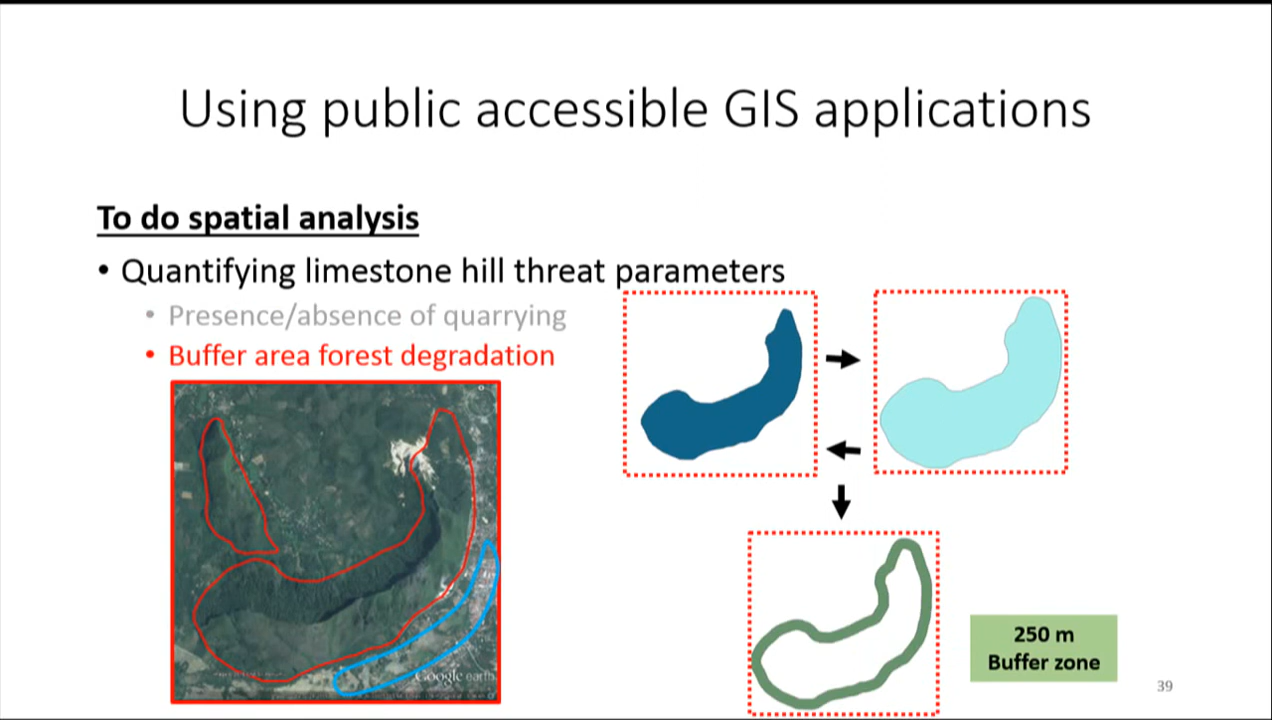 Using public accessible GIS applications
To do spatial analysis
• Quantifying limestone hill threat parameters
• Presence/absence of quarrying
• Buffer area forest degradation
Google earth
250 m
Buffer zone
39